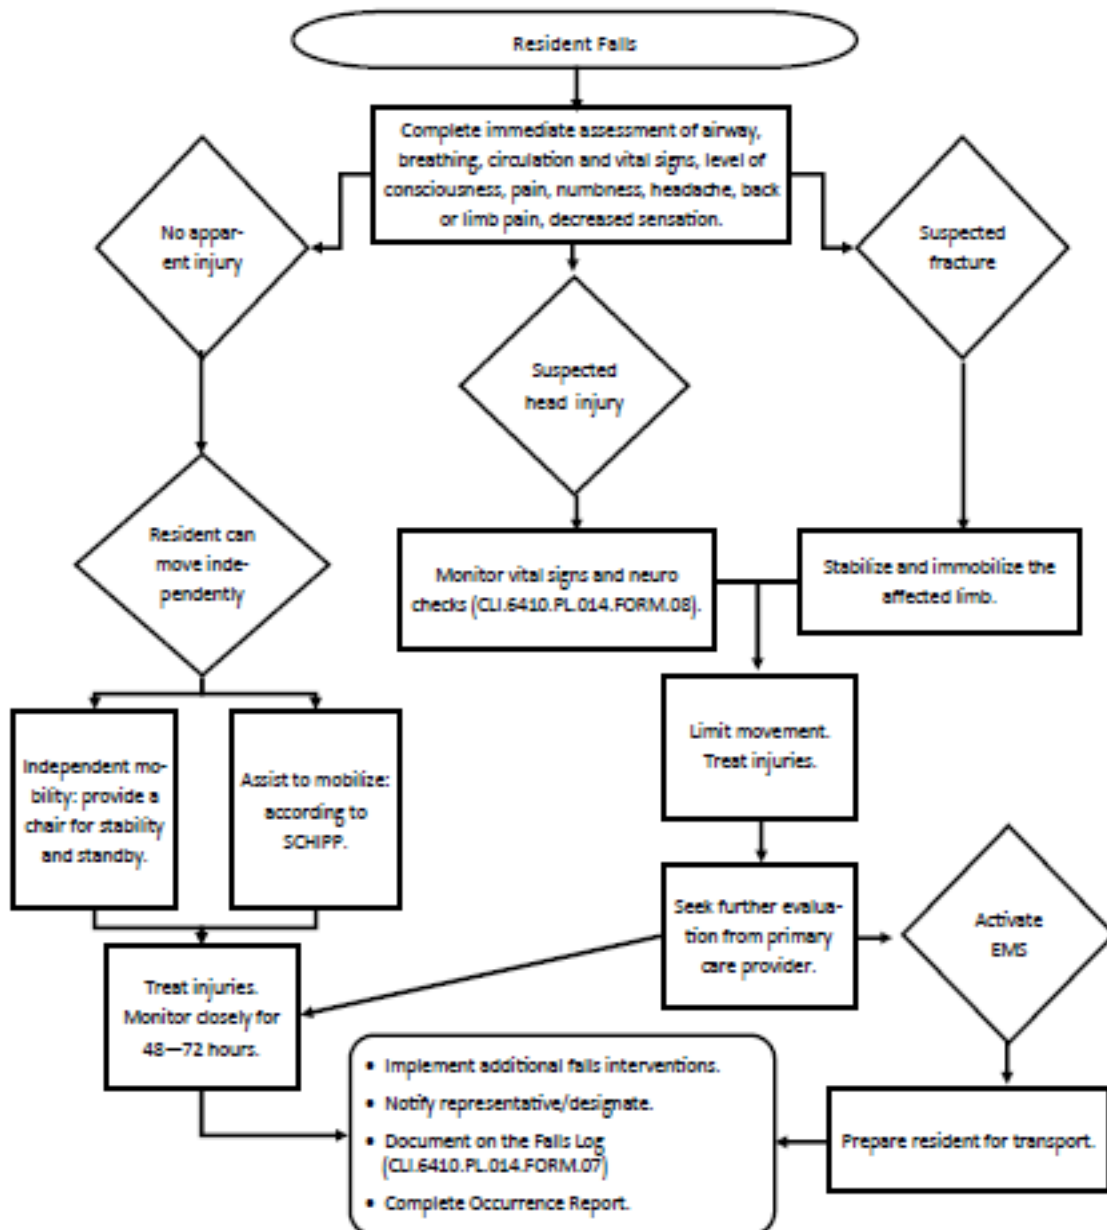 Resident Falls
Complete immediate assessment of airway,
breathing, circulation and vital signs, level of
consciousness, pain, numbness, headache, back
or limb pain, decreased sensation.
No appar-
ent injury
Suspected
fracture
Suspected
head injury
Resident can
move inde-
pendently
Monitor vital signs and neuro
checks (CLI.6410.PL.014.FORM.08).
Stabilize and immobilize the
affected limb.
Independent mo-
bility: provide a
chair for stability
and standby.
Assist to mobilize:
according to
SCHIPP.
Limit movement.
Treat injuries.
Seek further evalua-
tion from primary
care provider.
Activate
EMS
Treat injuries.
Monitor closely for
48—72 hours.
• Implement additional falls interventions.
• Notify representative/designate.
• Document on the Falls Log
(CLI.6410.PL.014.FORM.07)
• Complete Occurrence Report.
Prepare resident for transport.